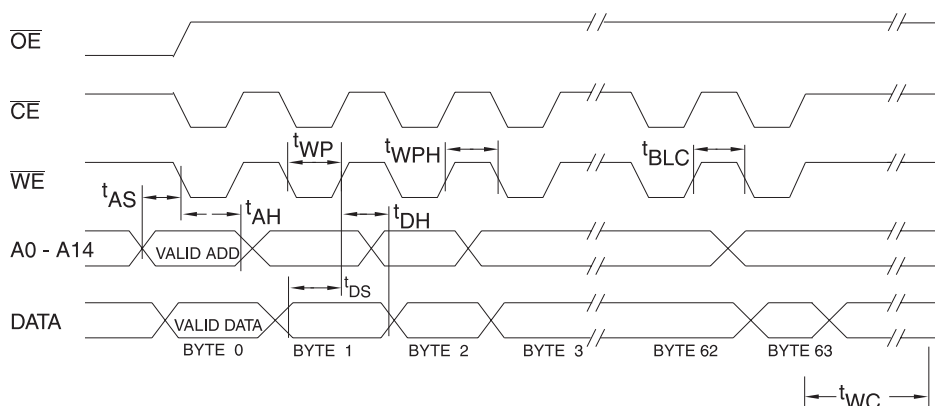 OE
CE
tWP
tWPH
tBLC
WE
tAS
tAH
tDH
A0 - A14
VALID ADD
tDS
DATA
VALID DATA
BYTE 0
BYTE 1
BYTE 2
BYTE 3
BYTE 62
BYTE 63
tWC